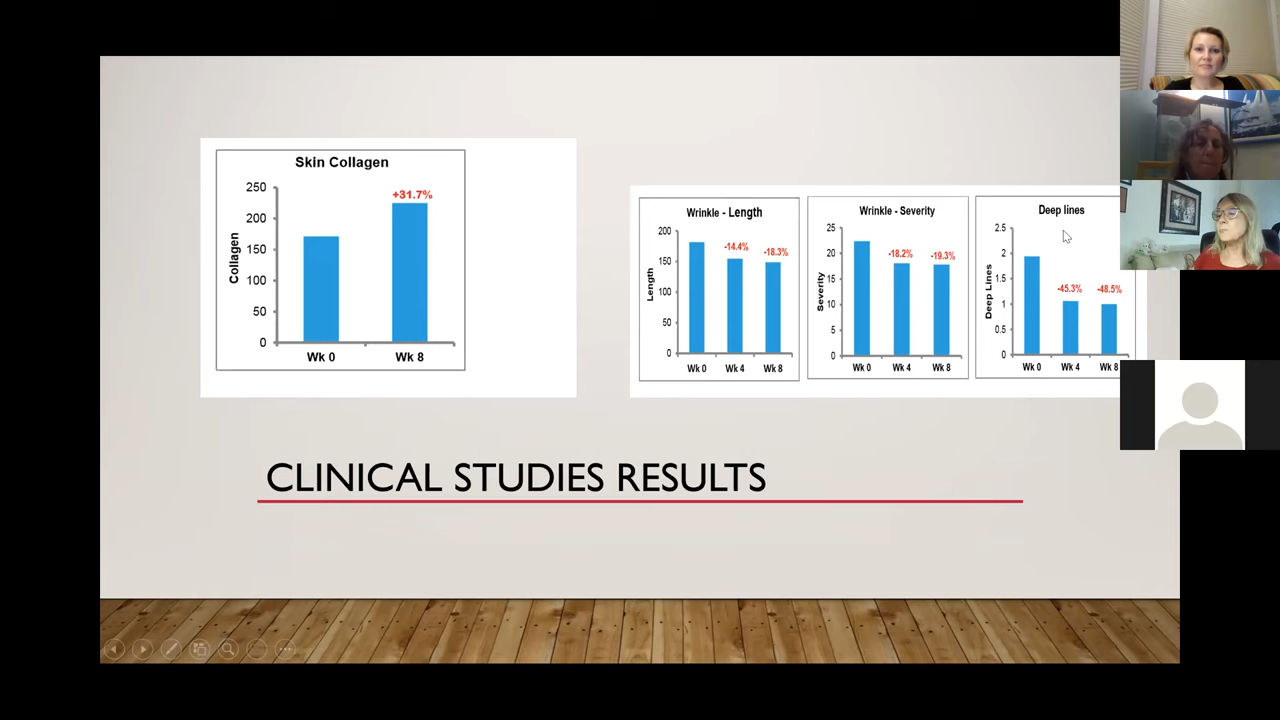 Skin Collagen
250
200
150
100
50
0
Collagen
+31.7%
Wk 0
Wk 8
Wrinkle - Length
200
150
100
50
0
Length
-14.4%
-18.3%
Wk 0
Wk 4
Wk 8
Wrinkle - Severity
25
20
15
10
5
0
Severity
-18.2%
-19.3%
Wk 0
Wk 4
Wk 8
Deep lines
2.5
2
1.5
1
0.5
0
Deep Lines
-45.3%
-48.5%
Wk 0
Wk 4
Wk 8
CLINICAL STUDIES RESULTS